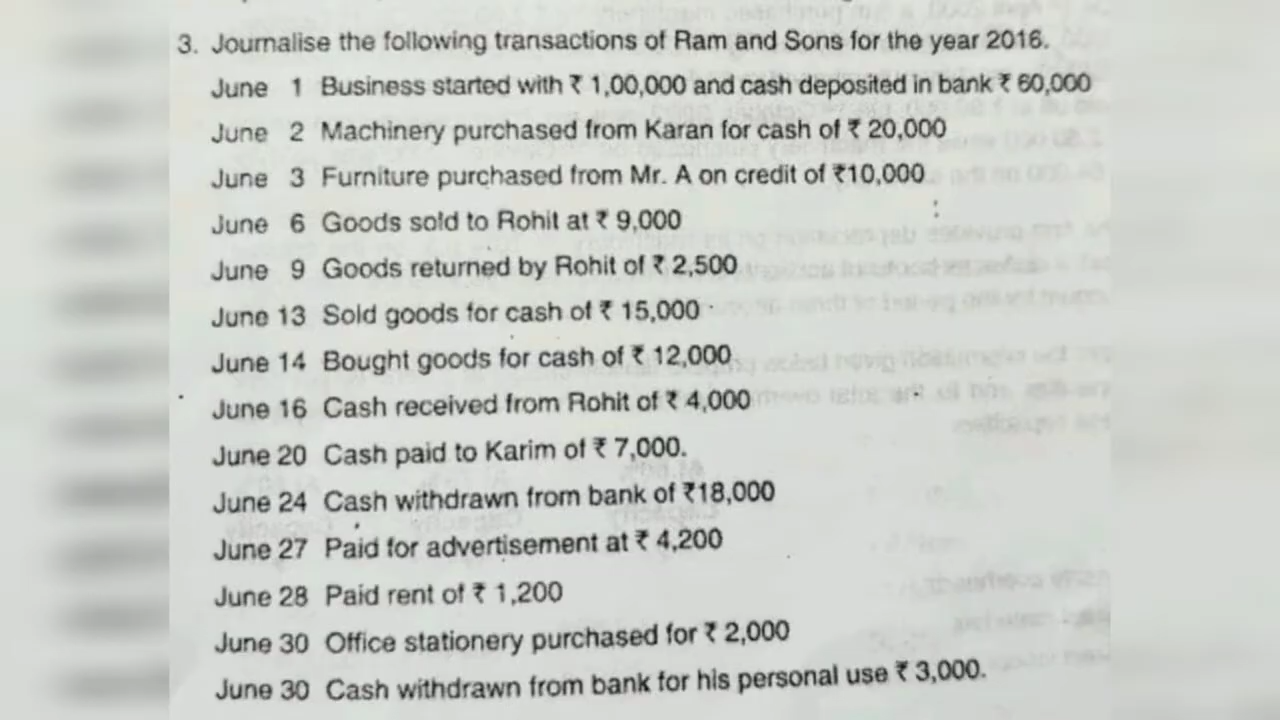 3. Journalise the following transactions of Ram and Sons for the year 2016.
June 1 Business started with ₹ 1,00,000 and cash deposited in bank ₹ 60,000
June 2 Machinery purchased from Karan for cash of ₹ 20,000
June 3 Furniture purchased from Mr. A on credit of ₹10,000
June 6 Goods sold to Rohit at ₹ 9,000
June 9 Goods returned by Rohit of ₹ 2,500
June 13 Sold goods for cash of ₹ 15,000
June 14 Bought goods for cash of ₹ 12,000
June 16 Cash received from Rohit of ₹ 4,000
June 20 Cash paid to Karim of ₹ 7,000.
June 24 Cash withdrawn from bank of ₹18,000
June 27 Paid for advertisement at ₹ 4,200
June 28 Paid rent of ₹ 1,200
June 30 Office stationery purchased for ₹ 2,000
June 30 Cash withdrawn from bank for his personal use ₹ 3,000.